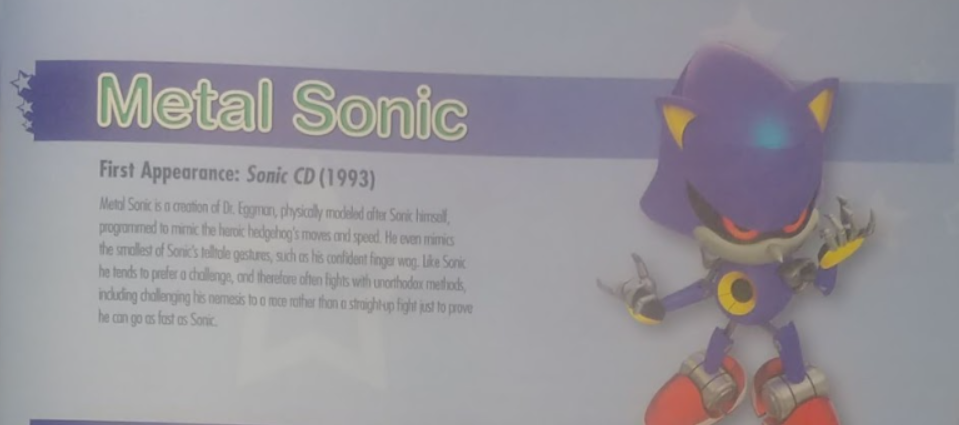 Metal Sonic
First Appearance: Sonic CD (1993)
Metal Sonic is a creation of Dr. Eggman, physically modeled after Sonic himself,
programmed to mimic the heroic hedgehog's moves and speed. He even mimics
the smallest of Sonic's telltale gestures, such as his confident finger wag. Like Sonic
he tends to prefer a challenge, and therefore often fights with unorthodox methods,
including challenging his nemesis to a race rather than a straight-up fight just to prove
he can go as fast as Sonic.